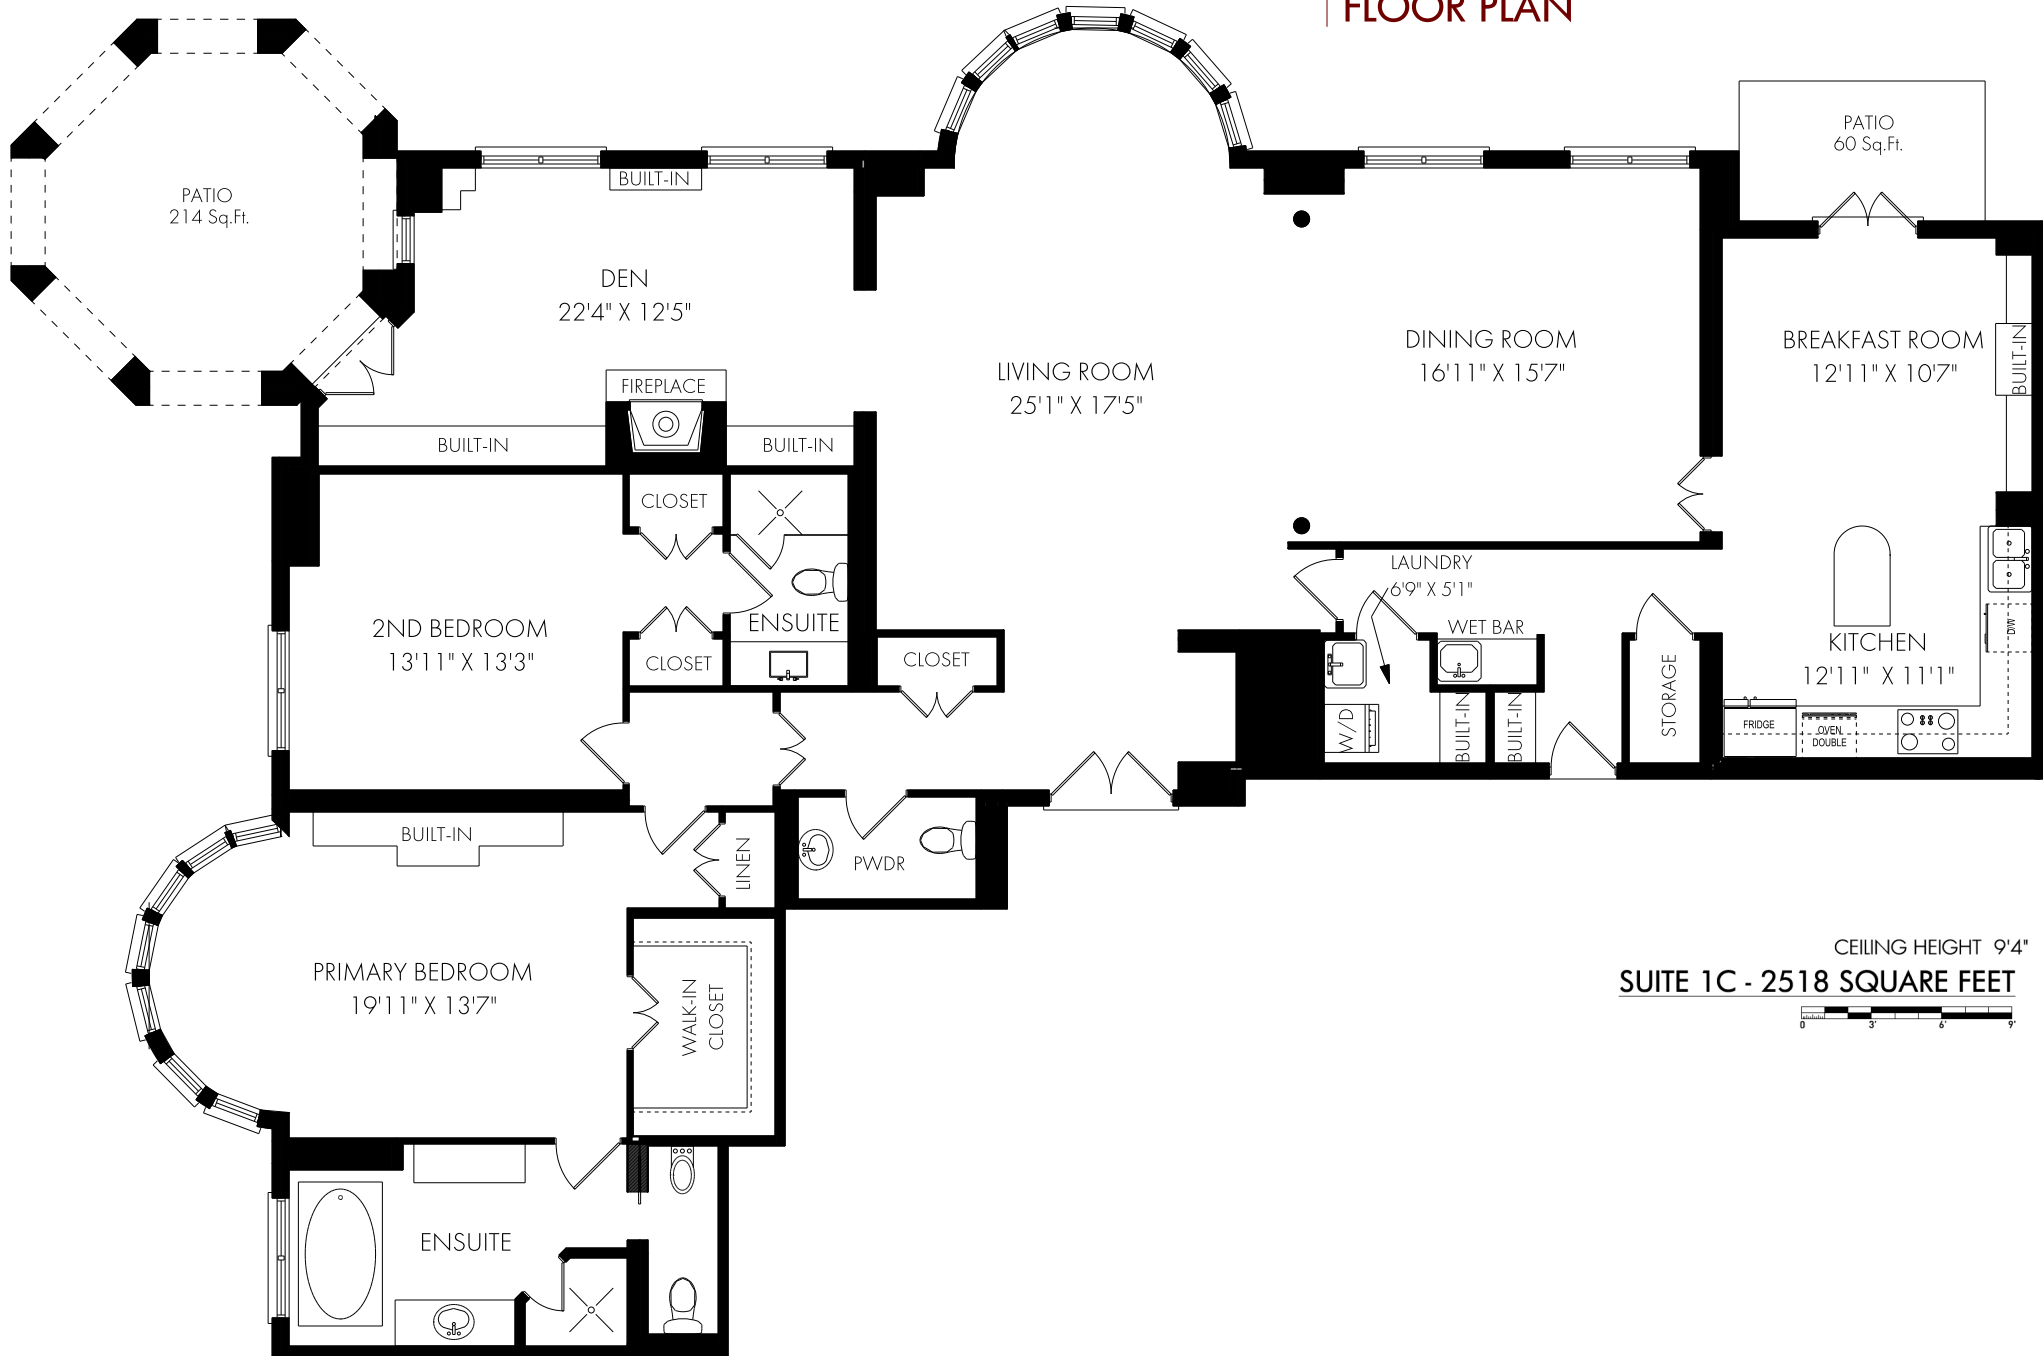 FLOOR PLAN
PATIO
60 Sq.Ft.
PATIO
214 Sq.Ft.
BUILT-IN
DEN
22'4" X 12'5"
FIREPLACE
BUILT-IN
BUILT-IN
LIVING ROOM
25'1" X 17'5"
DINING ROOM
16'11" X 15'7"
BREAKFAST ROOM
12'11" X 10'7"
BUILT-IN
CLOSET
2ND BEDROOM
13'11" X 13'3"
ENSUITE
CLOSET
CLOSET
LAUNDRY
6'9" X 5'1"
WET BAR
W/D
BUILT-IN
BUILT-IN
STORAGE
KITCHEN
12'11" X 11'1"
D/W
FRIDGE
OVEN
DOUBLE
BUILT-IN
LINEN
PWDR
PRIMARY BEDROOM
19'11" X 13'7"
WALK-IN
CLOSET
ENSUITE
CEILING HEIGHT 9'4"
SUITE 1C - 2518 SQUARE FEET
0 3' 6' 9'